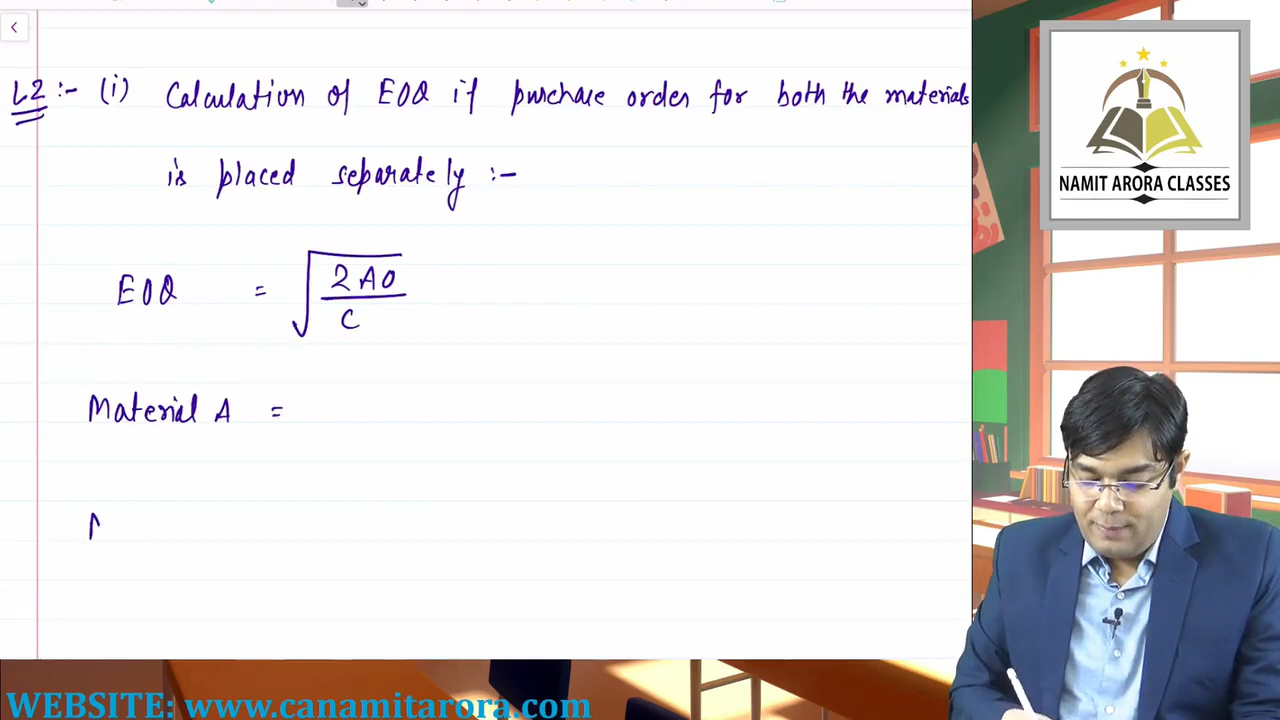 L2 :- (i) Calculation of EOQ if purchase order for both the materials
is placed separately :-
EOQ = √(2AO/C)
Material A =
NAMIT ARORA CLASSES
WEBSITE: www.canamitarora.com